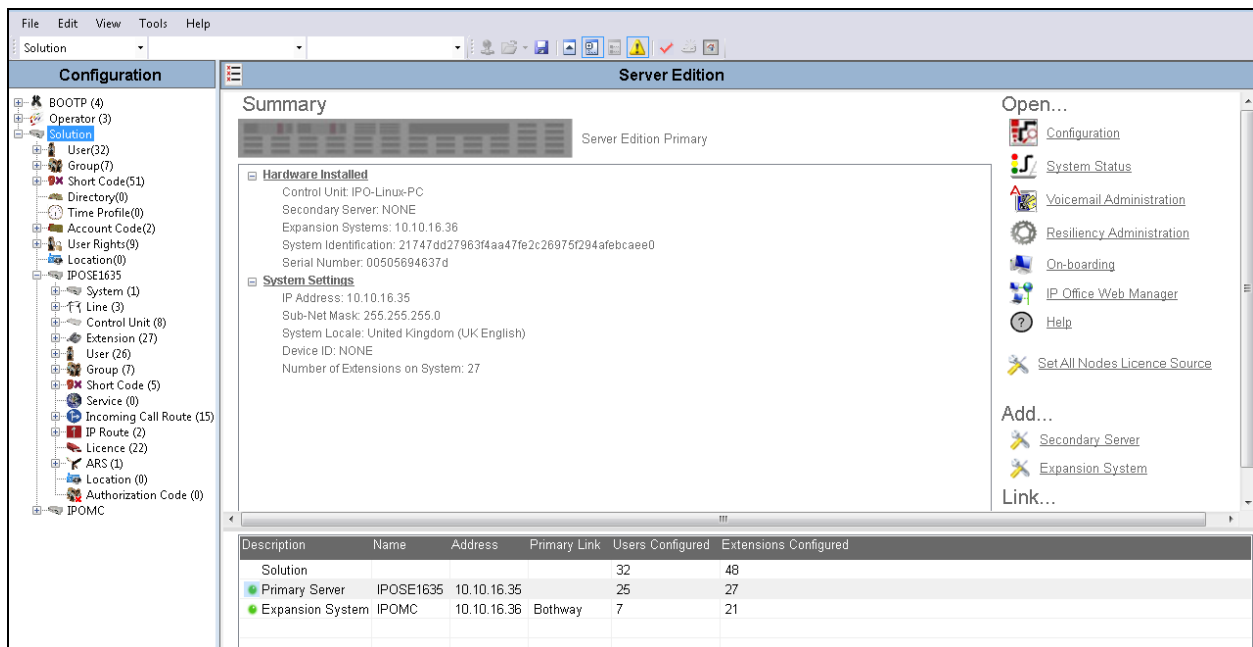 File Edit View Tools Help
Solution
Configuration
Server Edition
BOOTP (4)
Operator (3)
Solution
User(32)
Group(7)
Short Code(51)
Directory(0)
Time Profile(0)
Account Code(2)
User Rights(9)
Location(0)
IPOSE1635
System (1)
Line (3)
Control Unit (8)
Extension (27)
User (26)
Group (7)
Short Code (5)
Service (0)
Incoming Call Route (15)
IP Route (2)
Licence (22)
ARS (1)
Location (0)
Authorization Code (0)
IPOMC
Summary
Server Edition Primary
Hardware Installed
Control Unit: IPO-Linux-PC
Secondary Server: NONE
Expansion Systems: 10.10.16.36
System Identification: 21747dd27963f4aa47fe2c26975f294afebcaee0
Serial Number: 00505694637d
System Settings
IP Address: 10.10.16.35
Sub-Net Mask: 255.255.255.0
System Locale: United Kingdom (UK English)
Device ID: NONE
Number of Extensions on System: 27
Open...
Configuration
System Status
Voicemail Administration
Resiliency Administration
On-boarding
IP Office Web Manager
Help
Set All Nodes Licence Source
Add...
Secondary Server
Expansion System
Link...
Description Name Address Primary Link Users Configured Extensions Configured
Solution 32 48
Primary Server IPOSE1635 10.10.16.35 25 27
Expansion System IPOMC 10.10.16.36 Bothway 7 21